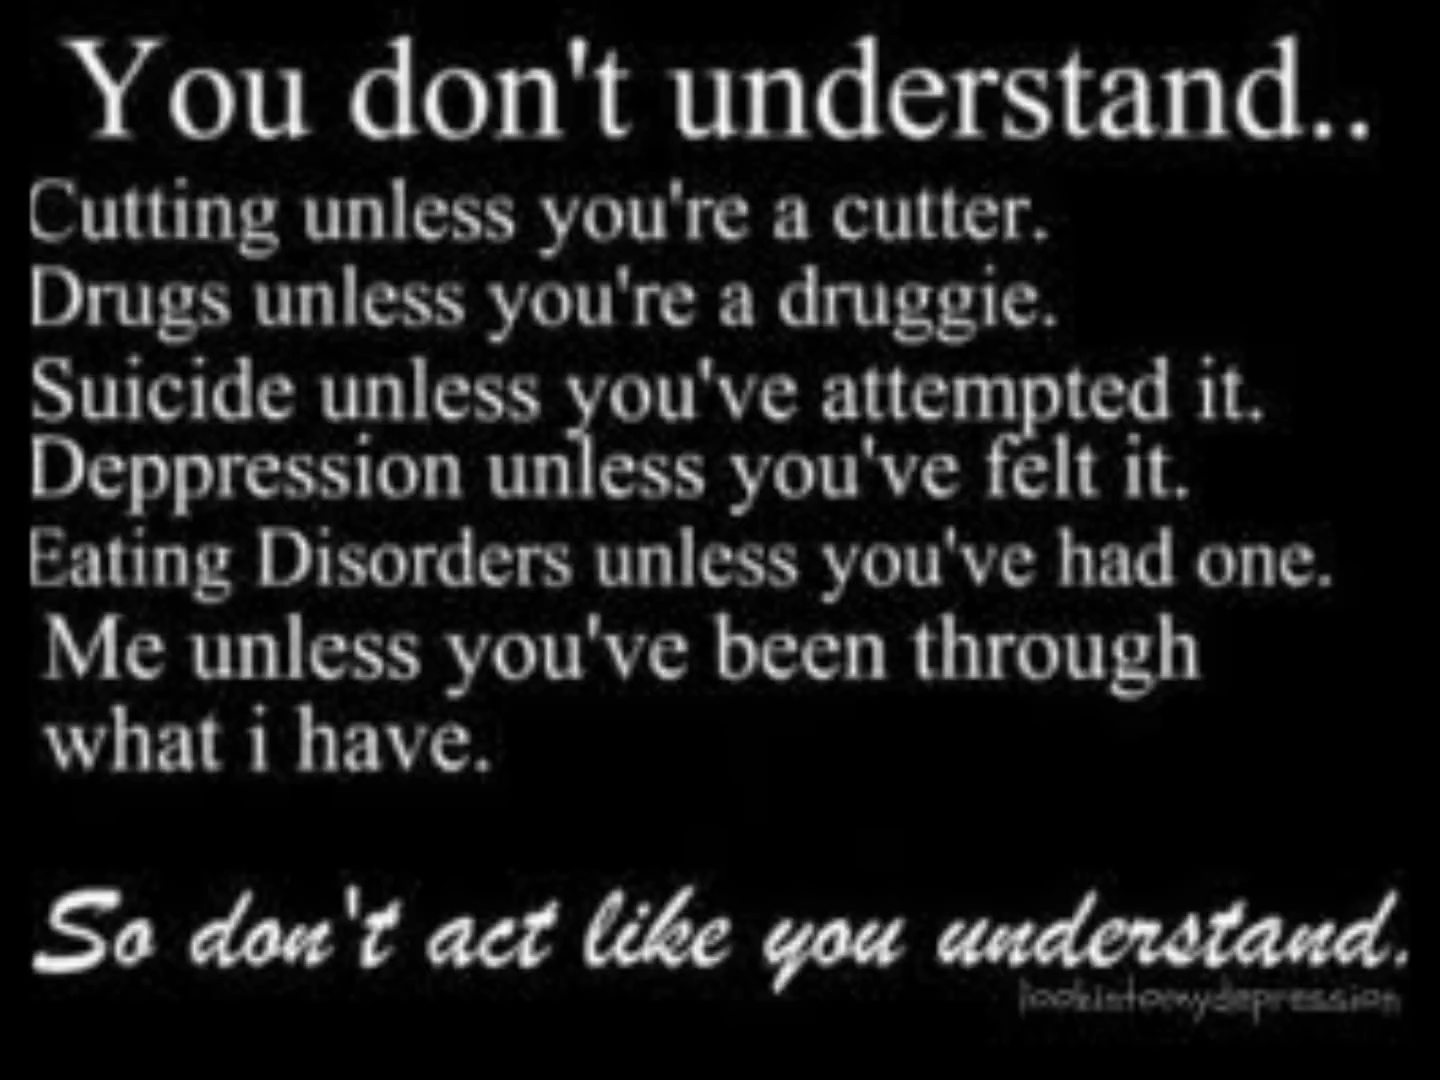 You don't understand..
Cutting unless you're a cutter.
Drugs unless you're a druggie.
Suicide unless you've attempted it.
Deppression unless you've felt it.
Eating Disorders unless you've had one.
Me unless you've been through
what i have.
So don't act like you understand.
lookintomydepression